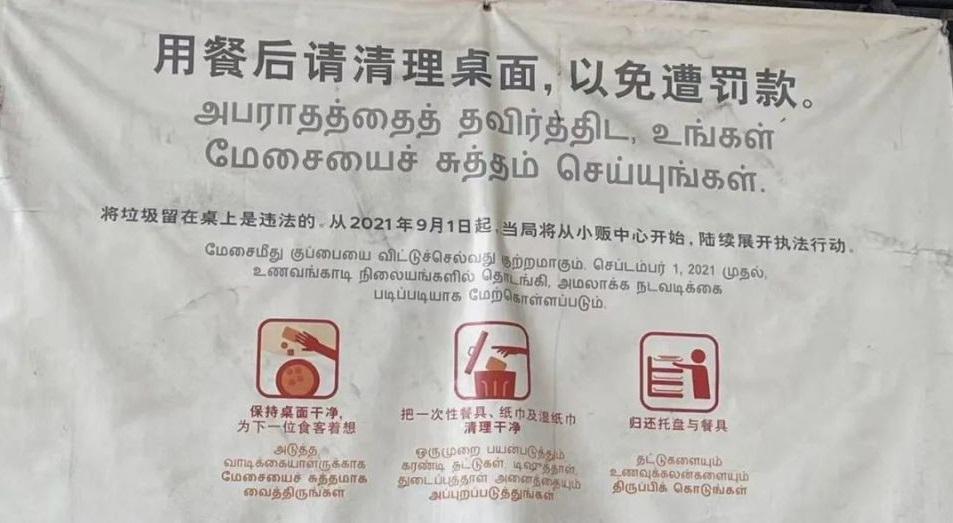 用餐后请清理桌面，以免遭罚款。
அபராதத்தைத் தவிர்த்திட, உங்கள்
மேசையைச் சுத்தம் செய்யுங்கள்.
将垃圾留在桌上是违法的。从2021年9月1日起，当局将从小贩中心开始，陆续展开执法行动。
மேசைமீது குப்பையை விட்டுச்செல்வது குற்றமாகும். செப்டம்பர் 1, 2021 முதல்,
உணவங்காடி நிலையங்களில் தொடங்கி, அமலாக்க நடவடிக்கை
படிப்படியாக மேற்கொள்ளப்படும்.
保持桌面干净，
为下一位食客着想
அடுத்த
வாடிக்கையாளருக்காக
மேசையைச் சுத்தமாக
வைத்திருங்கள்
把一次性餐具、纸巾及湿纸巾
清理干净
ஒருமுறை பயன்படுத்தும்
கரண்டி தட்டுகள், டிஷுத்தாள்,
துடைப்புத்தாள் அனைத்தையும்
அப்புறப்படுத்துங்கள்
归还托盘与餐具
தட்டுகளையும்
உணவுக்கலன்களையும்
திருப்பிக் கொடுங்கள்